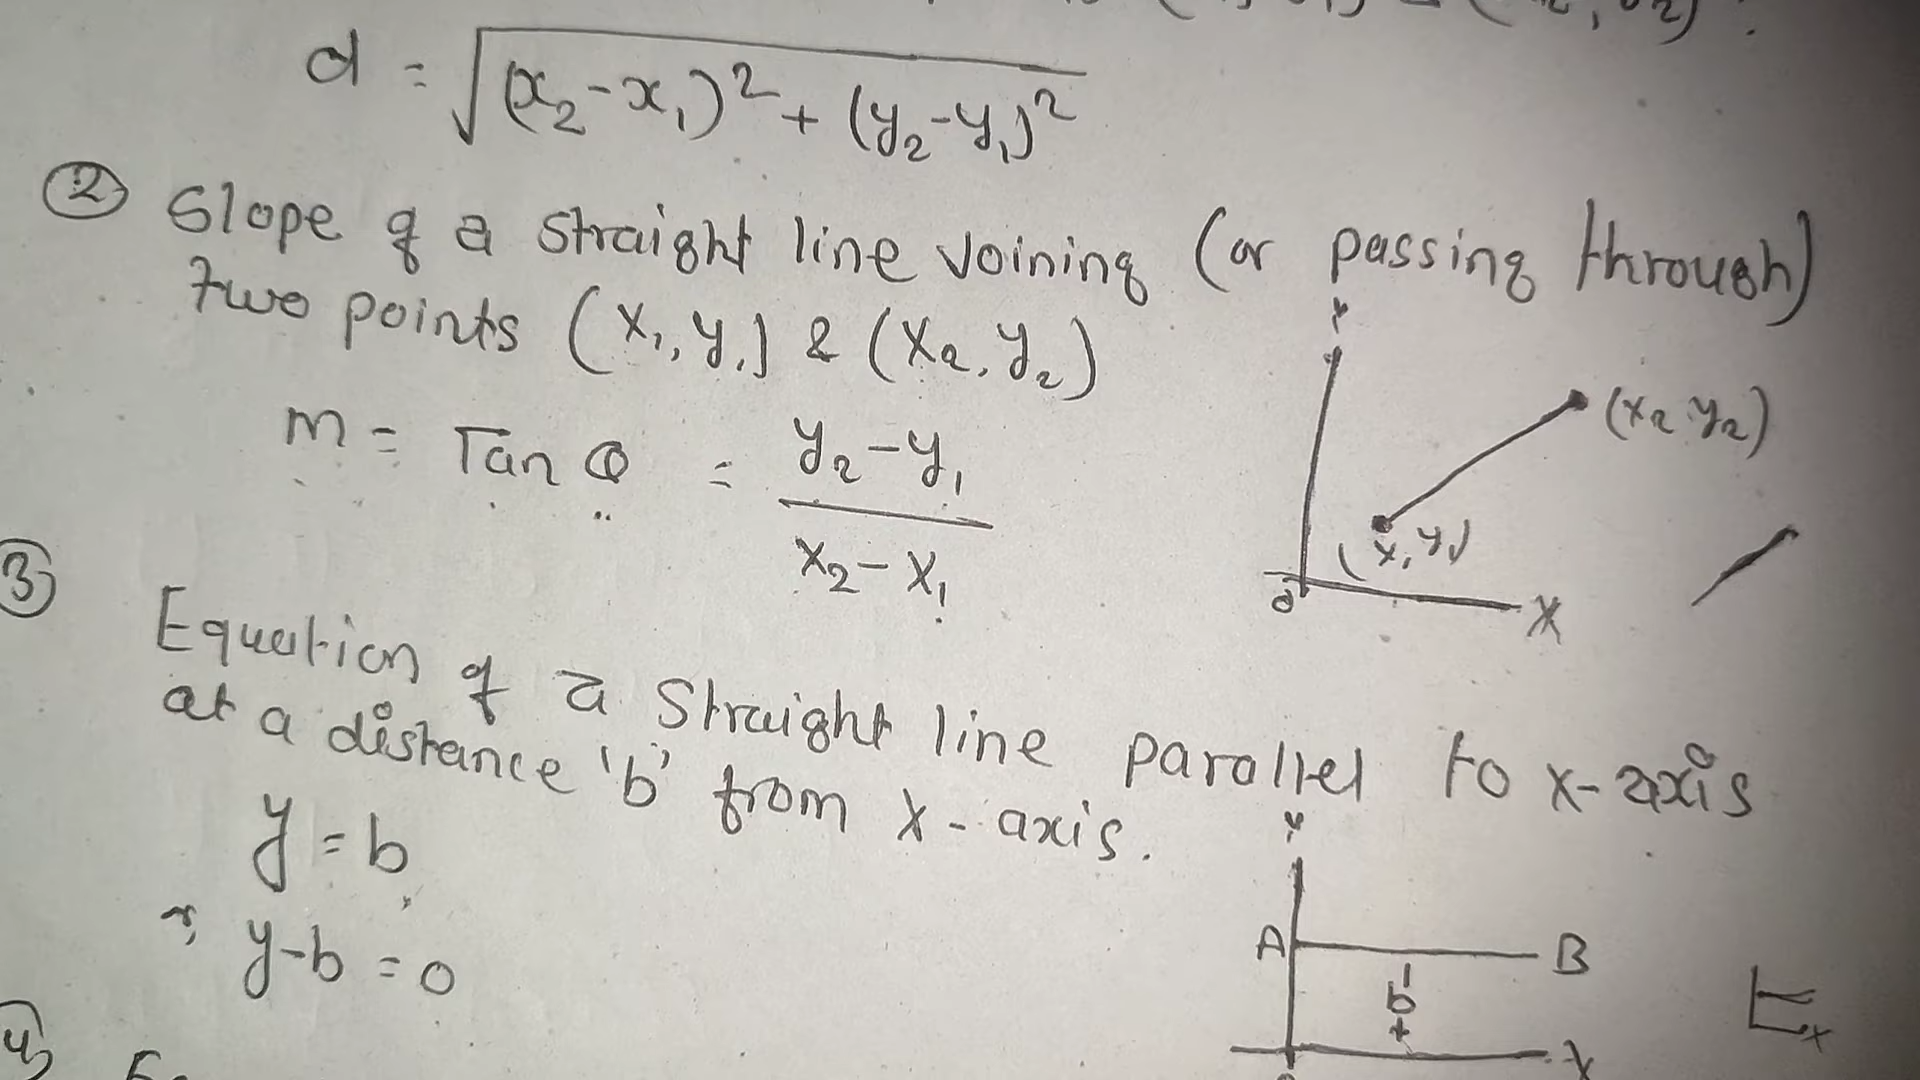 d = √(x₂-x₁)² + (y₂-y₁)²
② Slope of a straight line Joining (or passing through)
two points (x₁, y₁) & (x₂, y₂)
m = Tan θ = (y₂-y₁)/(x₂-x₁)
Y
(x₂ y₂)
(x₁ y₁)
O X
③ Equation of a Straight line parallel to x-axis
at a distance 'b' from x-axis.
y = b
Y
or y-b = 0
A B
b
X
④